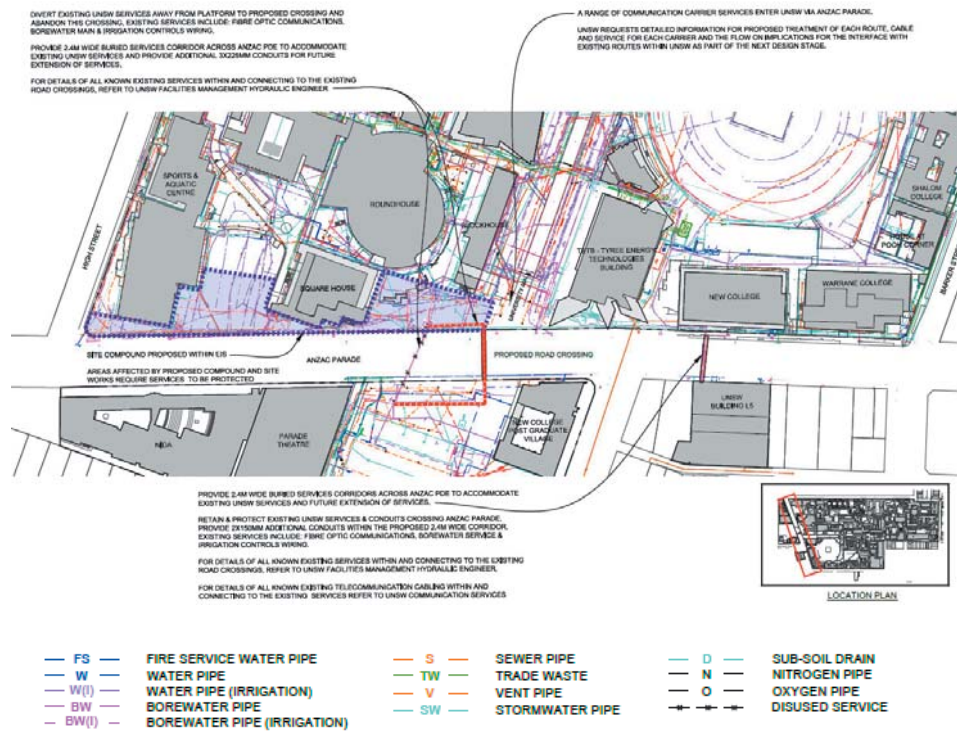 DIVERT EXISTING UNSW SERVICES AWAY FROM PLATFORM TO PROPOSED CROSSING AND
ABANDON THIS CROSSING. EXISTING SERVICES INCLUDE: FIBRE OPTIC COMMUNICATIONS,
BOREWATER MAIN & IRRIGATION CONTROLS WIRING.
PROVIDE 2.4M WIDE BURIED SERVICES CORRIDOR ACROSS ANZAC PDE TO ACCOMMODATE
EXISTING UNSW SERVICES AND PROVIDE ADDITIONAL 3X225MM CONDUITS FOR FUTURE
EXTENSION OF SERVICES.
FOR DETAILS OF ALL KNOWN EXISTING SERVICES WITHIN AND CONNECTING TO THE EXISTING
ROAD CROSSINGS, REFER TO UNSW FACILITIES MANAGEMENT HYDRAULIC ENGINEER
A RANGE OF COMMUNICATION CARRIER SERVICES ENTER UNSW VIA ANZAC PARADE.
UNSW REQUESTS DETAILED INFORMATION FOR PROPOSED TREATMENT OF EACH ROUTE, CABLE
AND SERVICE FOR EACH CARRIER AND THE FLOW ON IMPLICATIONS FOR THE INTERFACE WITH
EXISTING ROUTES WITHIN UNSW AS PART OF THE NEXT DESIGN STAGE.
HIGH STREET
SPORTS &
AQUATIC
CENTRE
ROUNDHOUSE
SQUARE HOUSE
TETB - TYREE ENERGY
TECHNOLOGIES
BUILDING
NEW COLLEGE
WARRANE COLLEGE
SHALOM
COLLEGE
HOUSE AT
POOH CORNER
SITE COMPOUND PROPOSED WITHIN EIS
ANZAC PARADE
PROPOSED ROAD CROSSING
AREAS AFFECTED BY PROPOSED COMPOUND AND SITE
WORKS REQUIRE SERVICES TO BE PROTECTED
NIDA
PARADE
THEATRE
NEW COLLEGE
POST GRADUATE
VILLAGE
UNSW
BUILDING L5
PROVIDE 2.4M WIDE BURIED SERVICES CORRIDORS ACROSS ANZAC PDE TO ACCOMMODATE
EXISTING UNSW SERVICES AND FUTURE EXTENSION OF SERVICES.
RETAIN & PROTECT EXISTING UNSW SERVICES & CONDUITS CROSSING ANZAC PARADE.
PROVIDE 2X150MM ADDITIONAL CONDUITS WITHIN THE PROPOSED 2.4M WIDE CORRIDOR.
EXISTING SERVICES INCLUDE: FIBRE OPTIC COMMUNICATIONS, BOREWATER SERVICE &
IRRIGATION CONTROLS WIRING.
FOR DETAILS OF ALL KNOWN EXISTING SERVICES WITHIN AND CONNECTING TO THE EXISTING
ROAD CROSSINGS, REFER TO UNSW FACILITIES MANAGEMENT HYDRAULIC ENGINEER.
FOR DETAILS OF ALL KNOWN EXISTING TELECOMMUNICATION CABLING WITHIN AND
CONNECTING TO THE EXISTING SERVICES REFER TO UNSW COMMUNICATION SERVICES
LOCATION PLAN
FS FIRE SERVICE WATER PIPE
W WATER PIPE
W(I) WATER PIPE (IRRIGATION)
BW BOREWATER PIPE
BW(I) BOREWATER PIPE (IRRIGATION)
S SEWER PIPE
TW TRADE WASTE
V VENT PIPE
SW STORMWATER PIPE
D SUB-SOIL DRAIN
N NITROGEN PIPE
O OXYGEN PIPE
DISUSED SERVICE